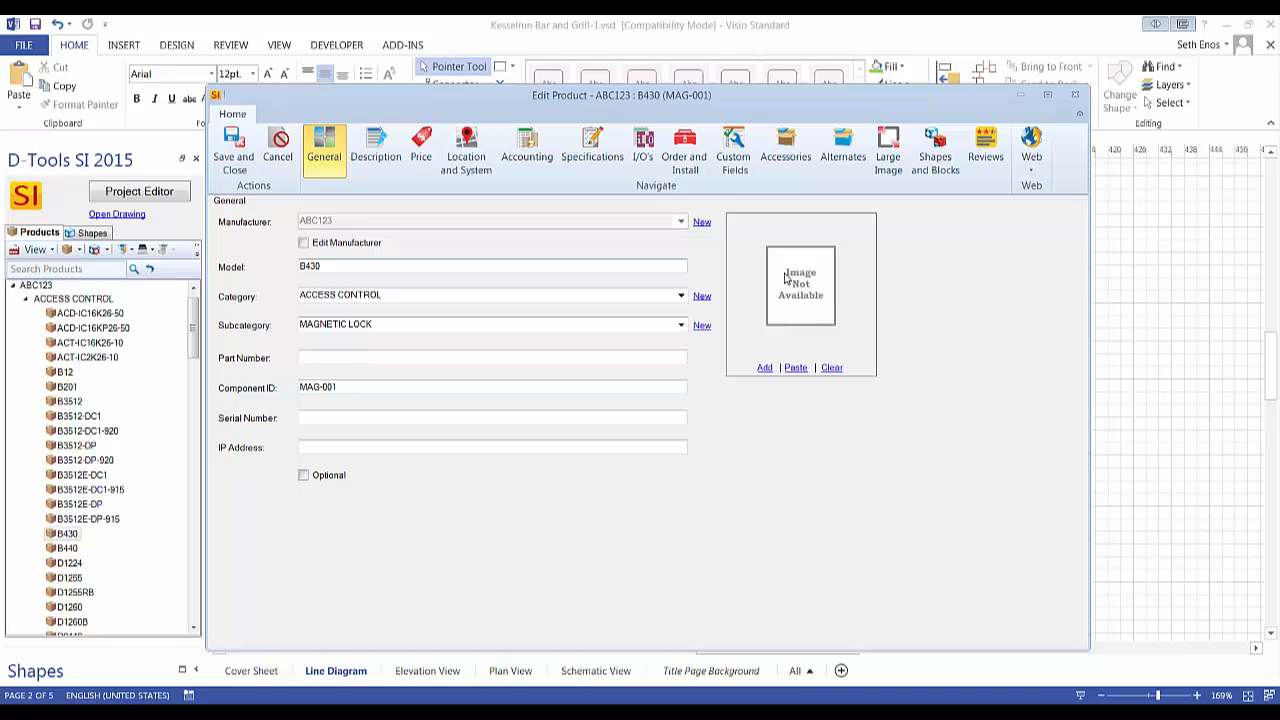 Kesselrun Bar and Grill-1.vsd [Compatibility Mode] - Visio Standard
FILE HOME INSERT DESIGN REVIEW VIEW DEVELOPER ADD-INS
Seth Enos
Cut
Copy
Format Painter
Paste
Clipboard
Arial 12pt.
B I U abc
Pointer Tool
Fill
Bring to Front
Change Shape
Find
Layers
Select
Editing
D-Tools SI 2015
SI
Project Editor
Open Drawing
Products Shapes
View
Search Products
ABC123
ACCESS CONTROL
ACD-IC16K26-50
ACD-IC16KP26-50
ACT-IC16K26-10
ACT-IC2K26-10
B12
B201
B3512
B3512-DC1
B3512-DC1-920
B3512-DP
B3512-DP-920
B3512E-DC1
B3512E-DC1-915
B3512E-DP
B3512E-DP-915
B430
B440
D1224
D1255
D1255RB
D1260
D1260B
SI
Edit Product - ABC123 : B430 (MAG-001)
Home
Save and Close
Cancel
General
Description
Price
Location and System
Accounting
Specifications
I/O's
Order and Install
Custom Fields
Accessories
Alternates
Large Image
Shapes and Blocks
Reviews
Web
Actions Navigate Web
General
Manufacturer: ABC123 New
Edit Manufacturer
Model: B430
Category: ACCESS CONTROL New
Subcategory: MAGNETIC LOCK New
Part Number:
Component ID: MAG-001
Serial Number:
IP Address:
Optional
Image
Not
Available
Add | Paste | Clear
420 426 432 438 444 450
Shapes
Cover Sheet Line Diagram Elevation View Plan View Schematic View Title Page Background All
PAGE 2 OF 5 ENGLISH (UNITED STATES) 169%